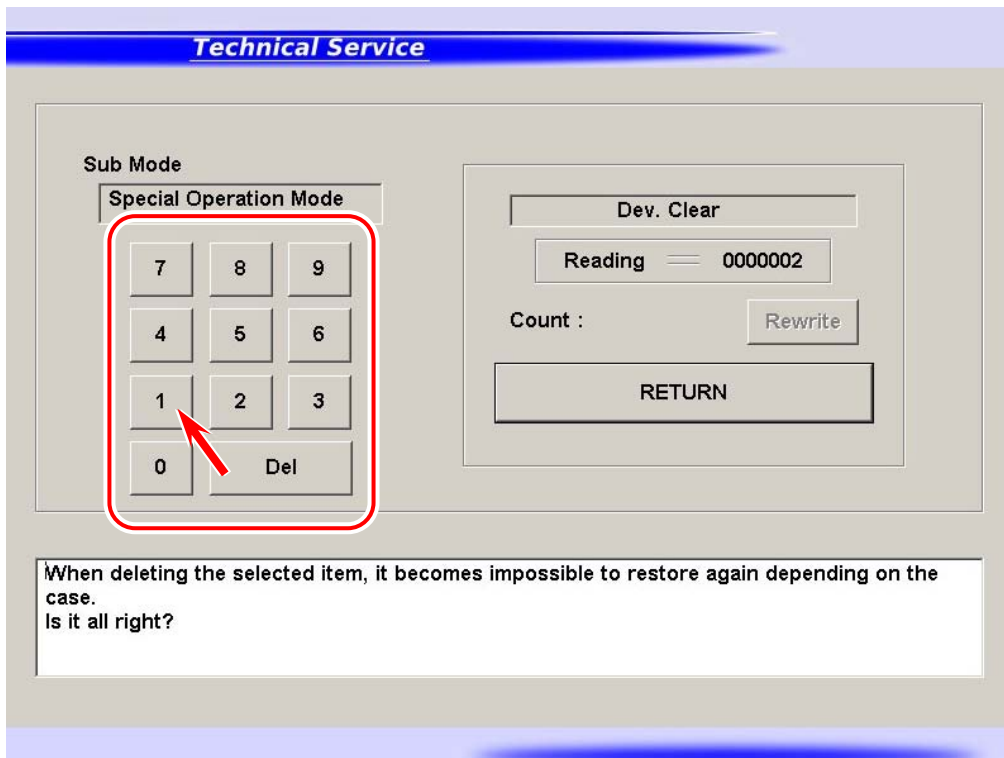 Technical Service
Sub Mode
Special Operation Mode
7 8 9
4 5 6
1 2 3
0 Del
Dev. Clear
Reading 0000002
Count : Rewrite
RETURN
When deleting the selected item, it becomes impossible to restore again depending on the
case.
Is it all right?